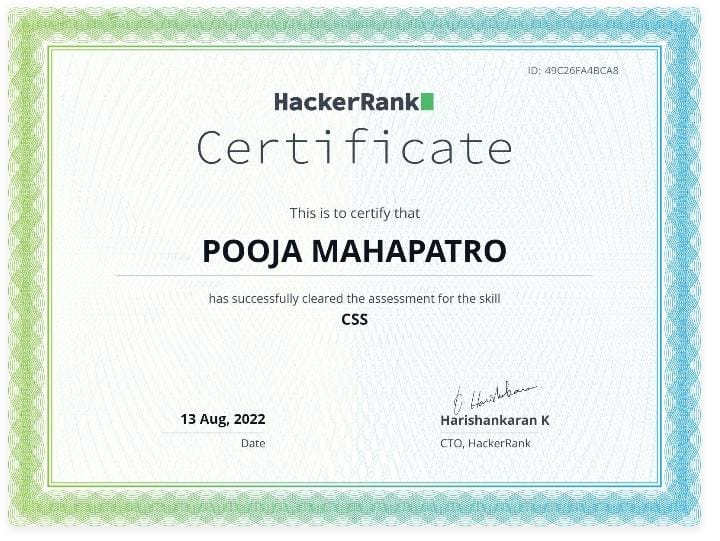 ID: 49C26FA4BCA8
HackerRank
Certificate
This is to certify that
POOJA MAHAPATRO
has successfully cleared the assessment for the skill
CSS
13 Aug, 2022
Date
Harishankaran K
CTO, HackerRank